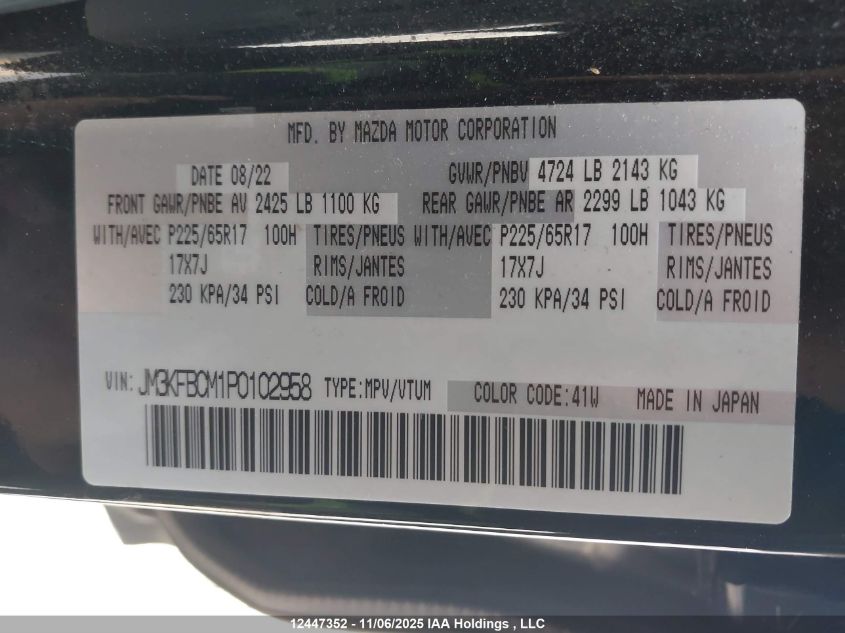 MFD. BY MAZDA MOTOR CORPORATION
DATE 08/22 GVWR/PNBV 4724 LB 2143 KG
FRONT GAWR/PNBE AV 2425 LB 1100 KG REAR GAWR/PNBE AR 2299 LB 1043 KG
WITH/AVEC P225/65R17 100H TIRES/PNEUS WITH/AVEC P225/65R17 100H TIRES/PNEUS
17X7J RIMS/JANTES 17X7J RIMS/JANTES
230 KPA/34 PSI COLD/A FROID 230 KPA/34 PSI COLD/A FROID
VIN: JM3KFBCM1P0102958 TYPE:MPV/VTUM COLOR CODE:41W MADE IN JAPAN
12447352 - 11/06/2025 IAA Holdings , LLC